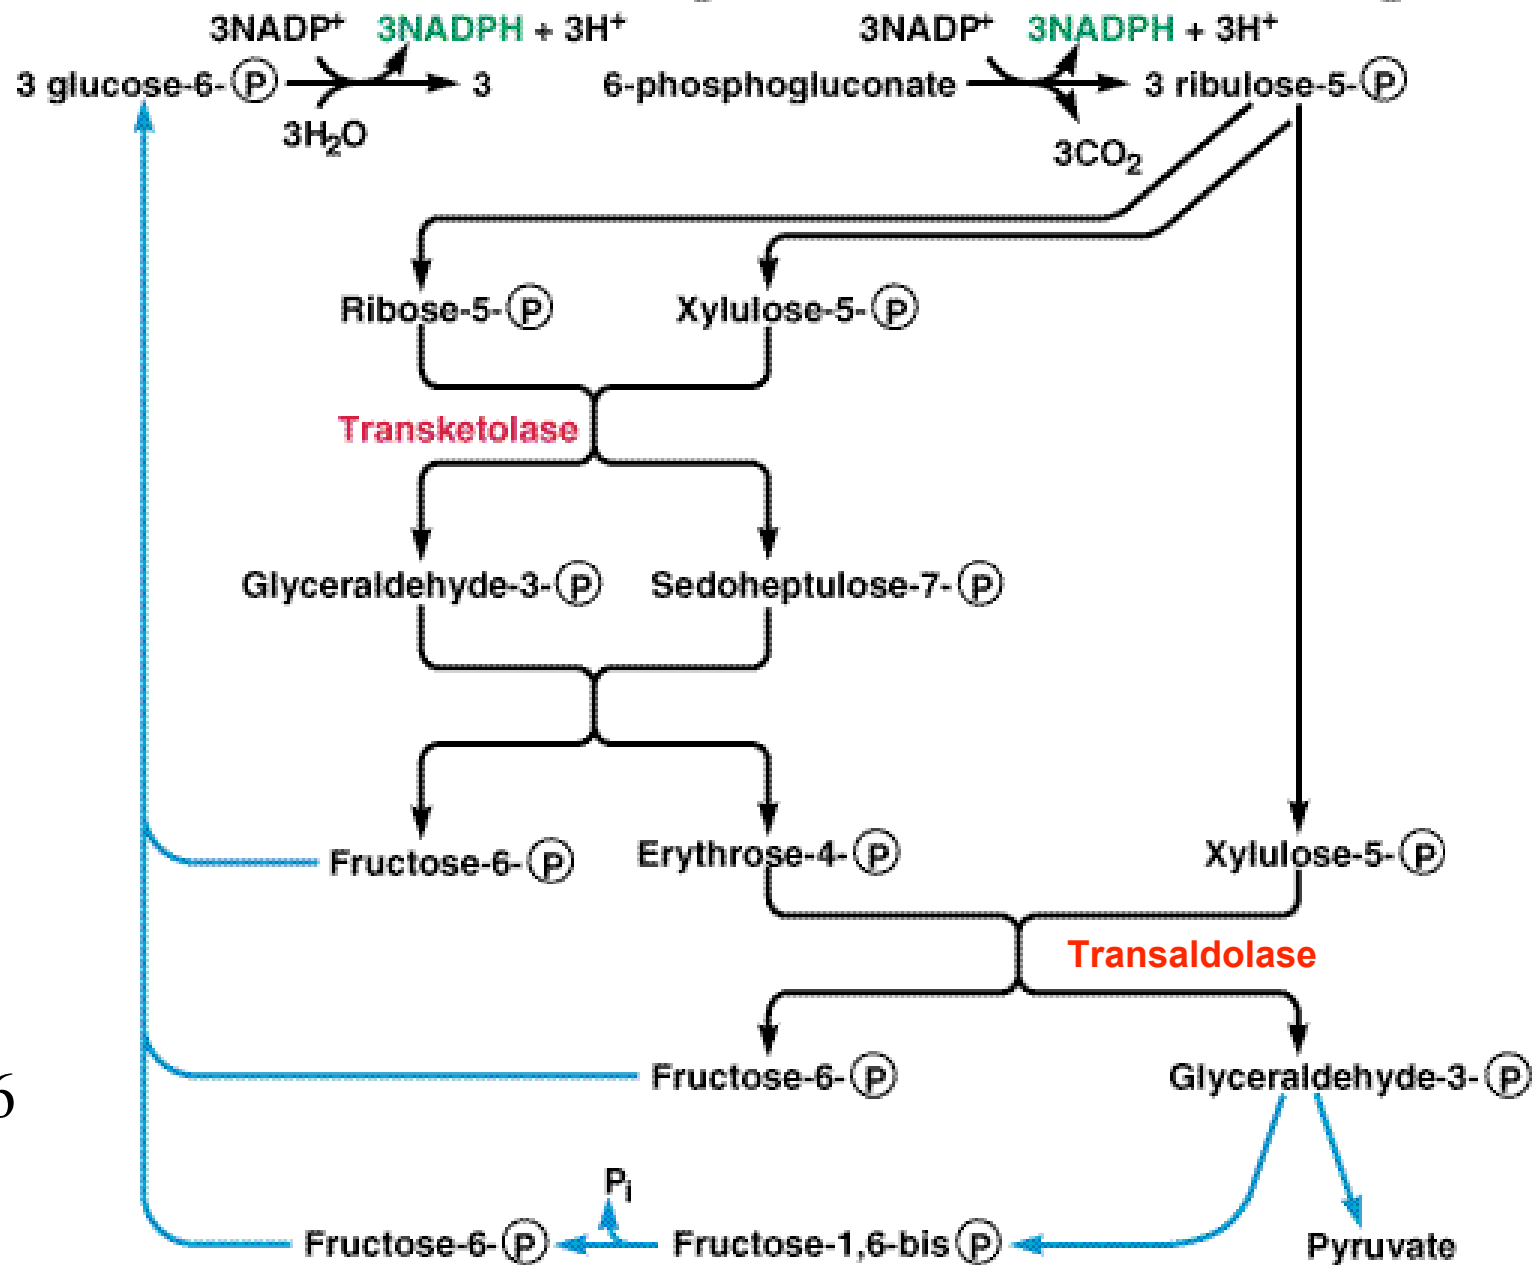 3NADP+ 3NADPH + 3H+ 3NADP+ 3NADPH + 3H+
3 glucose-6-P 3 6-phosphogluconate 3 ribulose-5-P
3H2O 3CO2
Ribose-5-P Xylulose-5-P
Transketolase
Glyceraldehyde-3-P Sedoheptulose-7-P
Fructose-6-P Erythrose-4-P Xylulose-5-P
Transaldolase
6 Fructose-6-P Glyceraldehyde-3-P
Pi
Fructose-6-P Fructose-1,6-bis P Pyruvate